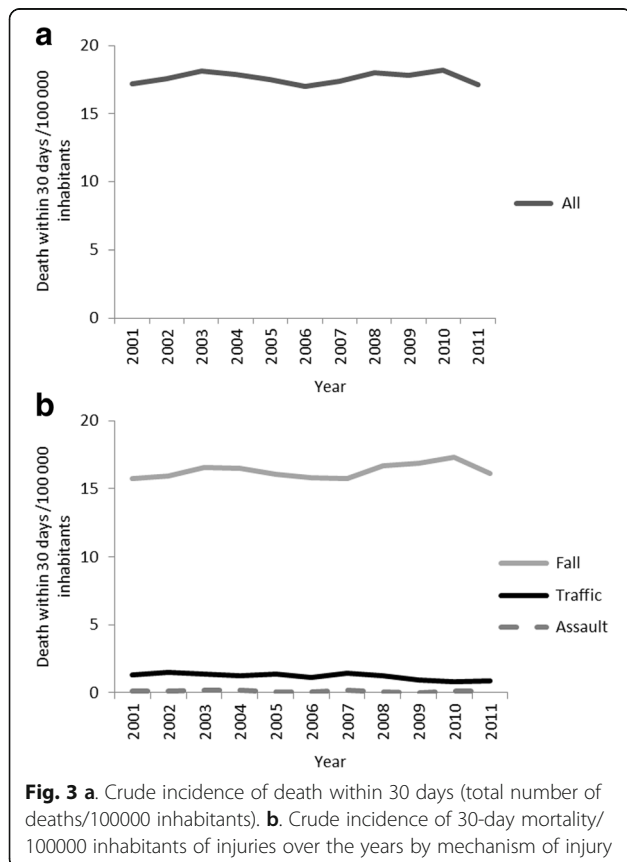 a
20
15
10
5
0
Death within 30 days /100 000
inhabitants
2001
2002
2003
2004
2005
2006
2007
2008
2009
2010
2011
Year
All
b
20
15
10
5
0
Death within 30 days/100 000
inhabitants
2001
2002
2003
2004
2005
2006
2007
2008
2009
2010
2011
Year
Fall
Traffic
Assault
Fig. 3 a. Crude incidence of death within 30 days (total number of
deaths/100000 inhabitants). b. Crude incidence of 30-day mortality/
100000 inhabitants of injuries over the years by mechanism of injury